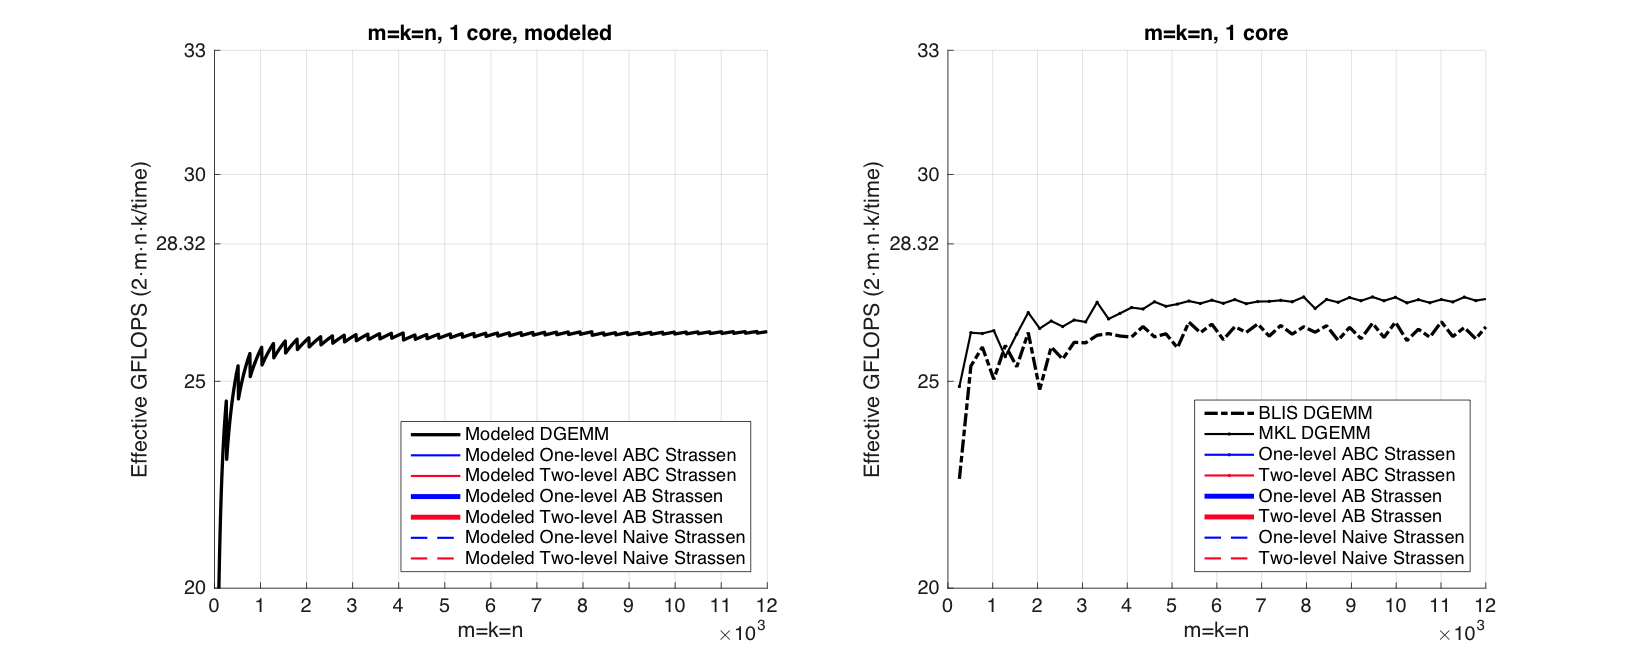 m=k=n, 1 core, modeled
Effective GFLOPS (2·m·n·k/time)
33
30
28.32
25
20
Modeled DGEMM
Modeled One-level ABC Strassen
Modeled Two-level ABC Strassen
Modeled One-level AB Strassen
Modeled Two-level AB Strassen
Modeled One-level Naive Strassen
Modeled Two-level Naive Strassen
0 1 2 3 4 5 6 7 8 9 10 11 12
m=k=n
×10³
m=k=n, 1 core
Effective GFLOPS (2·m·n·k/time)
33
30
28.32
25
20
BLIS DGEMM
MKL DGEMM
One-level ABC Strassen
Two-level ABC Strassen
One-level AB Strassen
Two-level AB Strassen
One-level Naive Strassen
Two-level Naive Strassen
0 1 2 3 4 5 6 7 8 9 10 11 12
m=k=n
×10³